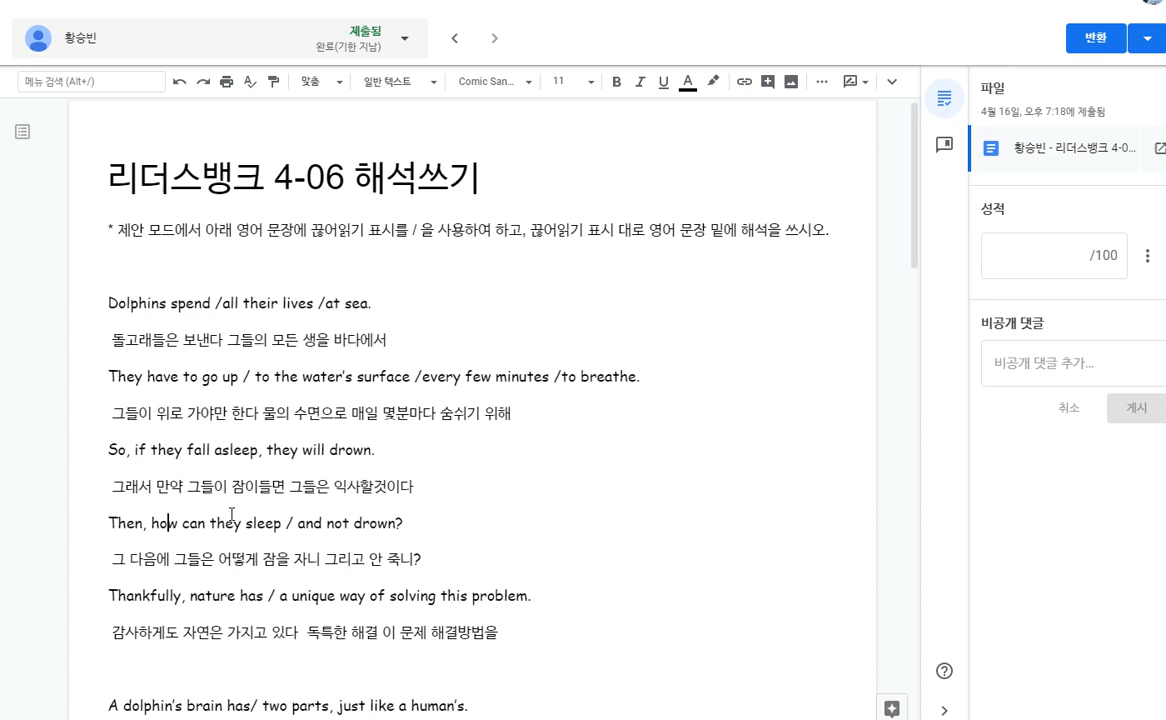 황승빈
제출됨
완료(기한 지남)
반환
메뉴 검색 (Alt+/)
맞춤
일반 텍스트
Comic San...
11
B I U A
파일
4월 16일, 오후 7:18에 제출됨
황승빈 - 리더스뱅크 4-0...
성적
/100
비공개 댓글
비공개 댓글 추가...
취소
게시
리더스뱅크 4-06 해석쓰기
* 제안 모드에서 아래 영어 문장에 끊어읽기 표시를 / 을 사용하여 하고, 끊어읽기 표시 대로 영어 문장 밑에 해석을 쓰시오.
Dolphins spend /all their lives /at sea.
돌고래들은 보낸다 그들의 모든 생을 바다에서
They have to go up / to the water's surface /every few minutes /to breathe.
그들이 위로 가야만 한다 물의 수면으로 매일 몇분마다 숨쉬기 위해
So, if they fall asleep, they will drown.
그래서 만약 그들이 잠이들면 그들은 익사할것이다
Then, how can they sleep / and not drown?
그 다음에 그들은 어떻게 잠을 자니 그리고 안 죽니?
Thankfully, nature has / a unique way of solving this problem.
감사하게도 자연은 가지고 있다 독특한 해결 이 문제 해결방법을
A dolphin's brain has/ two parts, just like a human's.